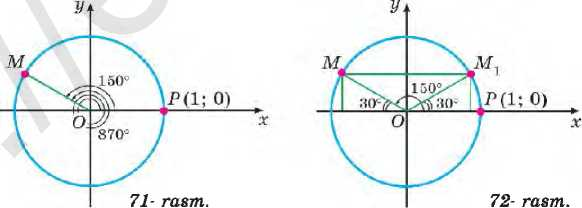 y
M
150°
P(1; 0)
O
x
870°
71- rasm.
y
M
M₁
150°
30°
30°
P(1; 0)
O
x
72- rasm.